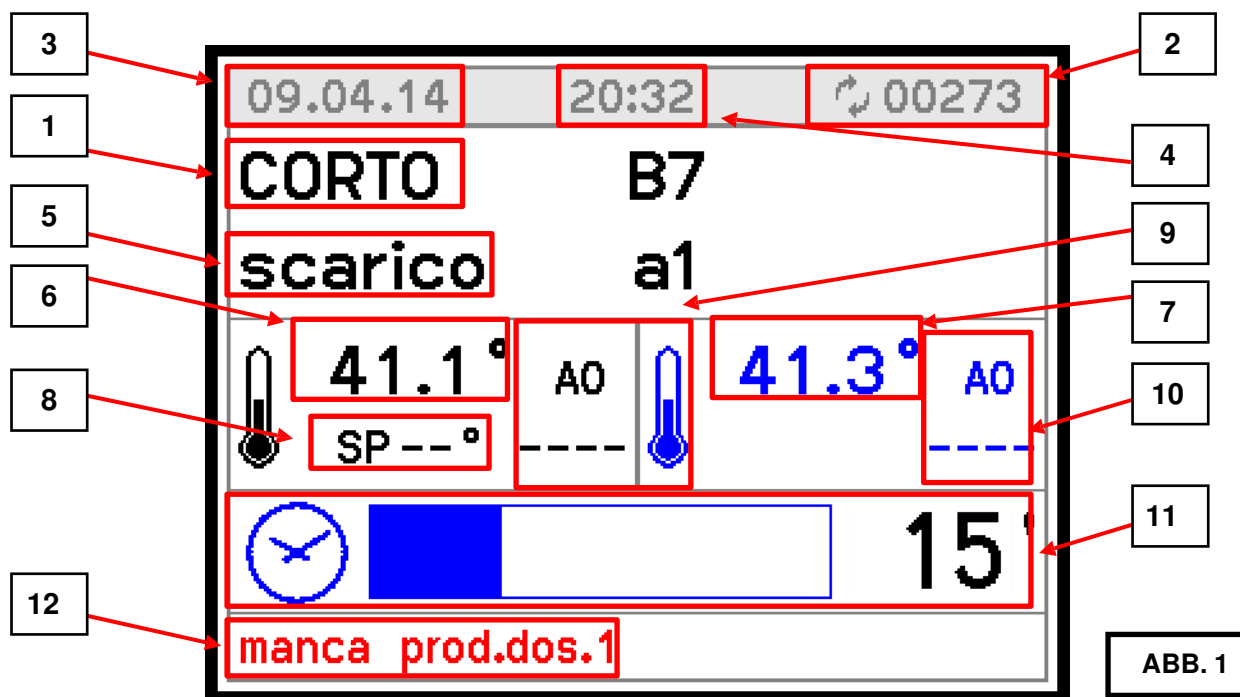 3
2
09.04.14 20:32 00273
1
CORTO B7
4
5
scarico a1
9
6
7
41.1° A0 41.3° A0
8
SP--° ---- ----
10
15'
11
12
manca prod.dos.1
ABB. 1